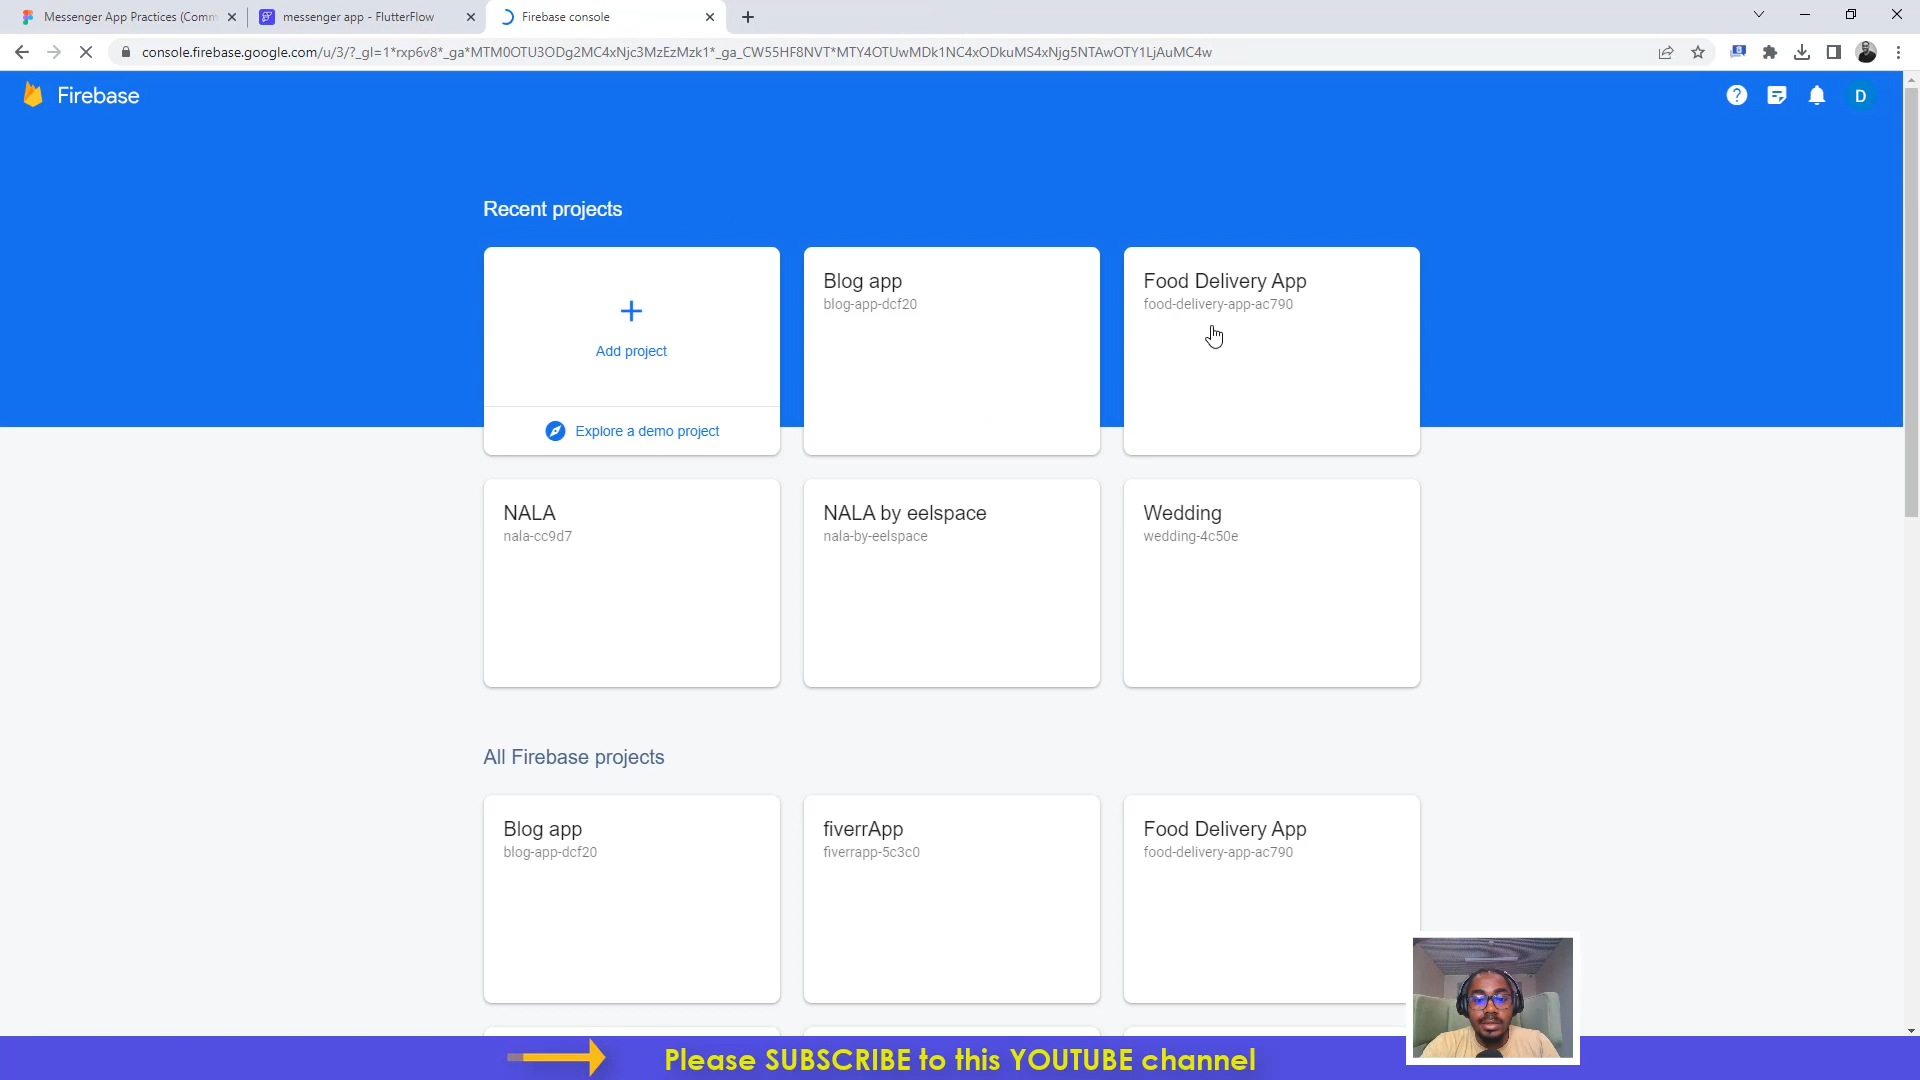 Messenger App Practices (Comm
messenger app - FlutterFlow
Firebase console
console.firebase.google.com/u/3/?_gl=1*rxp6v8*_ga*MTM0OTU3ODg2MC4xNjc3MzEzMzk1*_ga_CW55HF8NVT*MTY4OTUwMDk1NC4xODkuMS4xNjg5NTAwOTY1LjAuMC4w
Firebase
D
Recent projects
Add project
Explore a demo project
Blog app
blog-app-dcf20
Food Delivery App
food-delivery-app-ac790
NALA
nala-cc9d7
NALA by eelspace
nala-by-eelspace
Wedding
wedding-4c50e
All Firebase projects
Blog app
blog-app-dcf20
fiverrApp
fiverrapp-5c3c0
Food Delivery App
food-delivery-app-ac790
Please SUBSCRIBE to this YOUTUBE channel